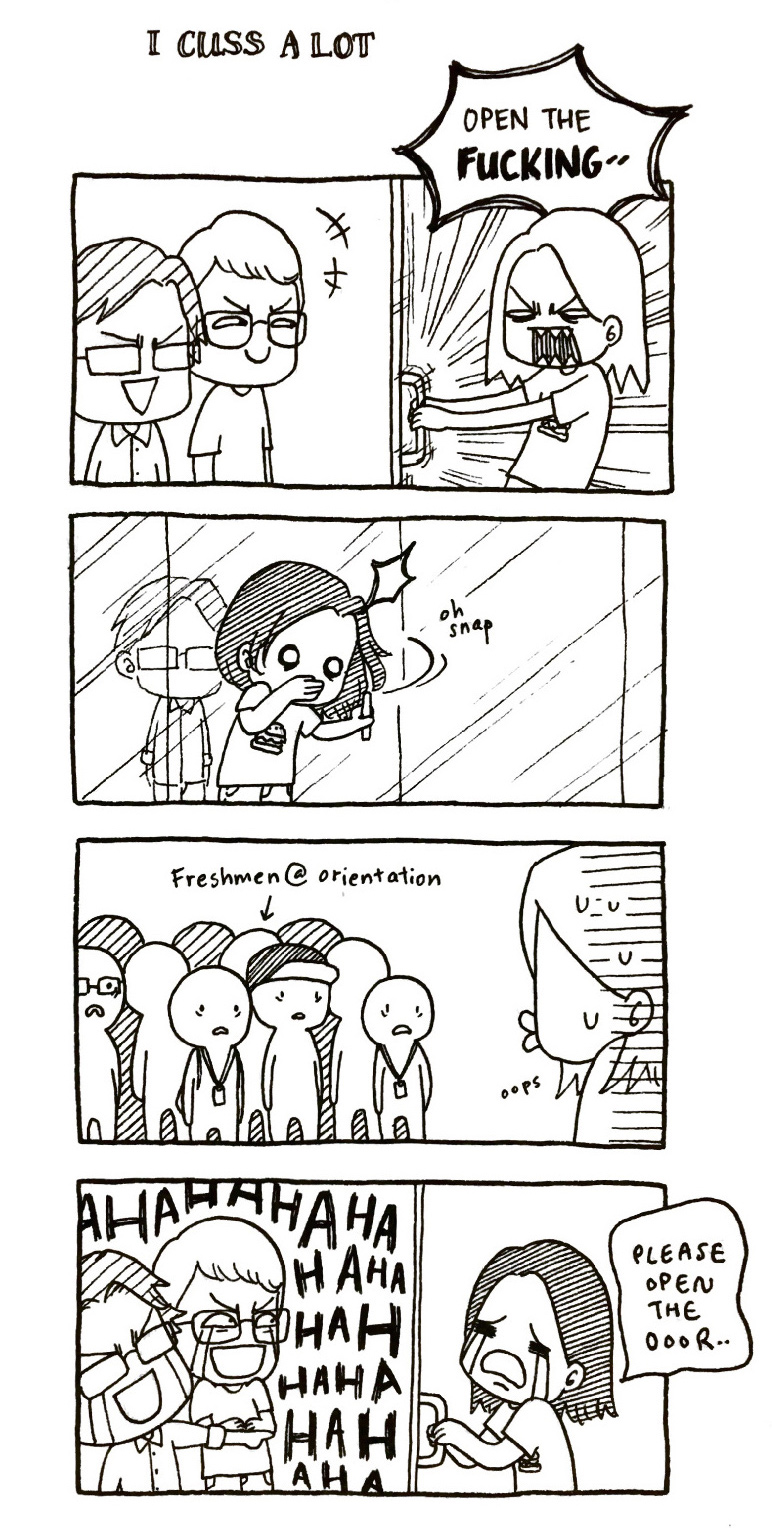 I CUSS A LOT
OPEN THE
FUCKING--
oh
snap
Freshmen @ orientation
oops
AHAHAHAHAHA
HAHA
HAH
HAHA
HAH
AHA
PLEASE
OPEN
THE
DOOR..